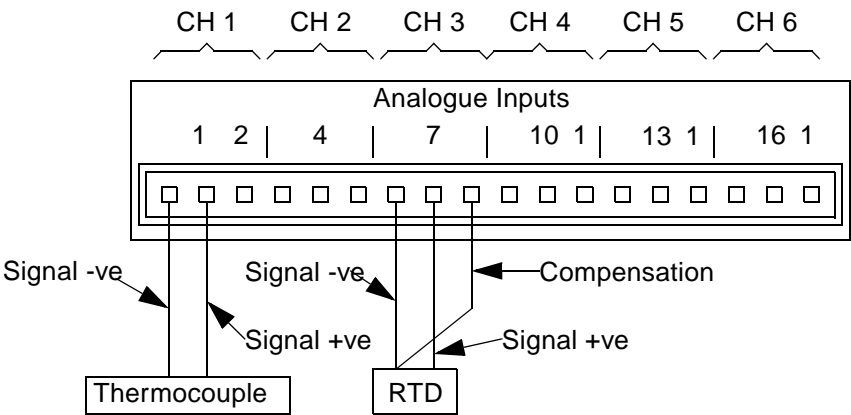 CH 1 CH 2 CH 3 CH 4 CH 5 CH 6
Analogue Inputs
1 2 | 4 | 7 | 10 1 | 13 1 | 16 1
Signal -ve Signal -ve Compensation
Signal +ve Signal +ve
Thermocouple RTD